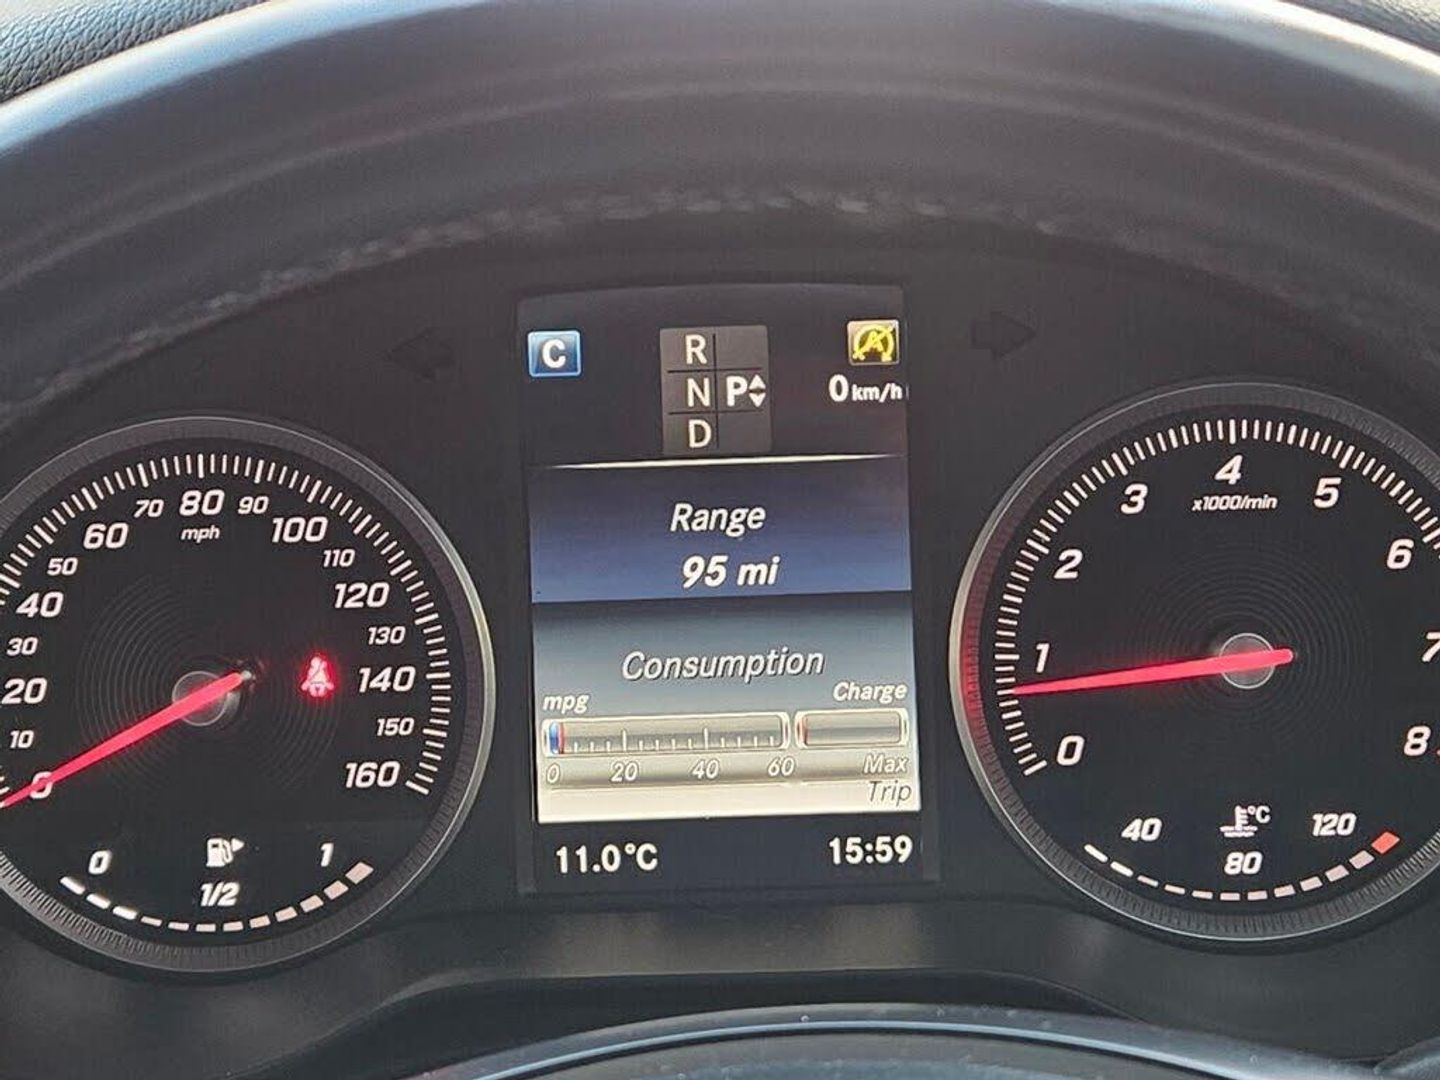 C
R
N P
D
0 km/h
Range
95 mi
Consumption
mpg Charge
0 20 40 60 Max
Trip
11.0°C 15:59
0 10 20 30 40 50 60 70 80 90 100 110 120 130 140 150 160
mph
0 1/2 1
0 1 2 3 4 5 6 7 8
x1000/min
°C
40 80 120